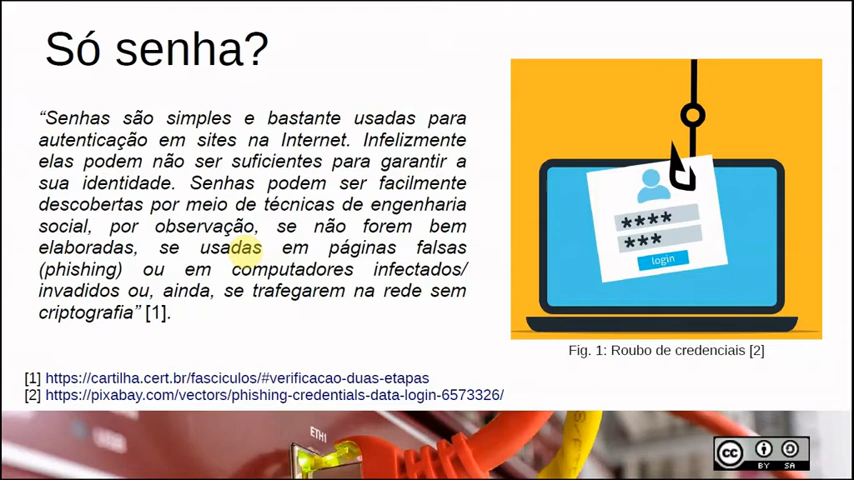 Só senha?
“Senhas são simples e bastante usadas para
autenticação em sites na Internet. Infelizmente
elas podem não ser suficientes para garantir a
sua identidade. Senhas podem ser facilmente
descobertas por meio de técnicas de engenharia
social, por observação, se não forem bem
elaboradas, se usadas em páginas falsas
(phishing) ou em computadores infectados/
invadidos ou, ainda, se trafegarem na rede sem
criptografia” [1].
****
***
login
Fig. 1: Roubo de credenciais [2]
[1] https://cartilha.cert.br/fasciculos/#verificacao-duas-etapas
[2] https://pixabay.com/vectors/phishing-credentials-data-login-6573326/
ETH1
cc
BY SA